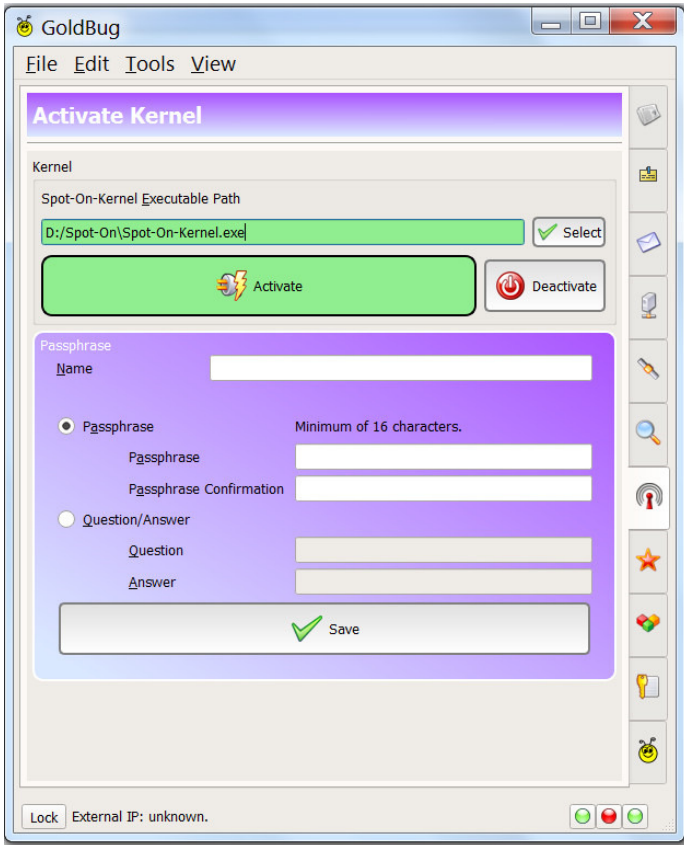 GoldBug
File Edit Tools View
Activate Kernel
Kernel
Spot-On-Kernel Executable Path
D:/Spot-On\Spot-On-Kernel.exe
Select
Activate
Deactivate
Passphrase
Name
Passphrase
Minimum of 16 characters.
Passphrase
Passphrase Confirmation
Question/Answer
Question
Answer
Save
Lock
External IP: unknown.